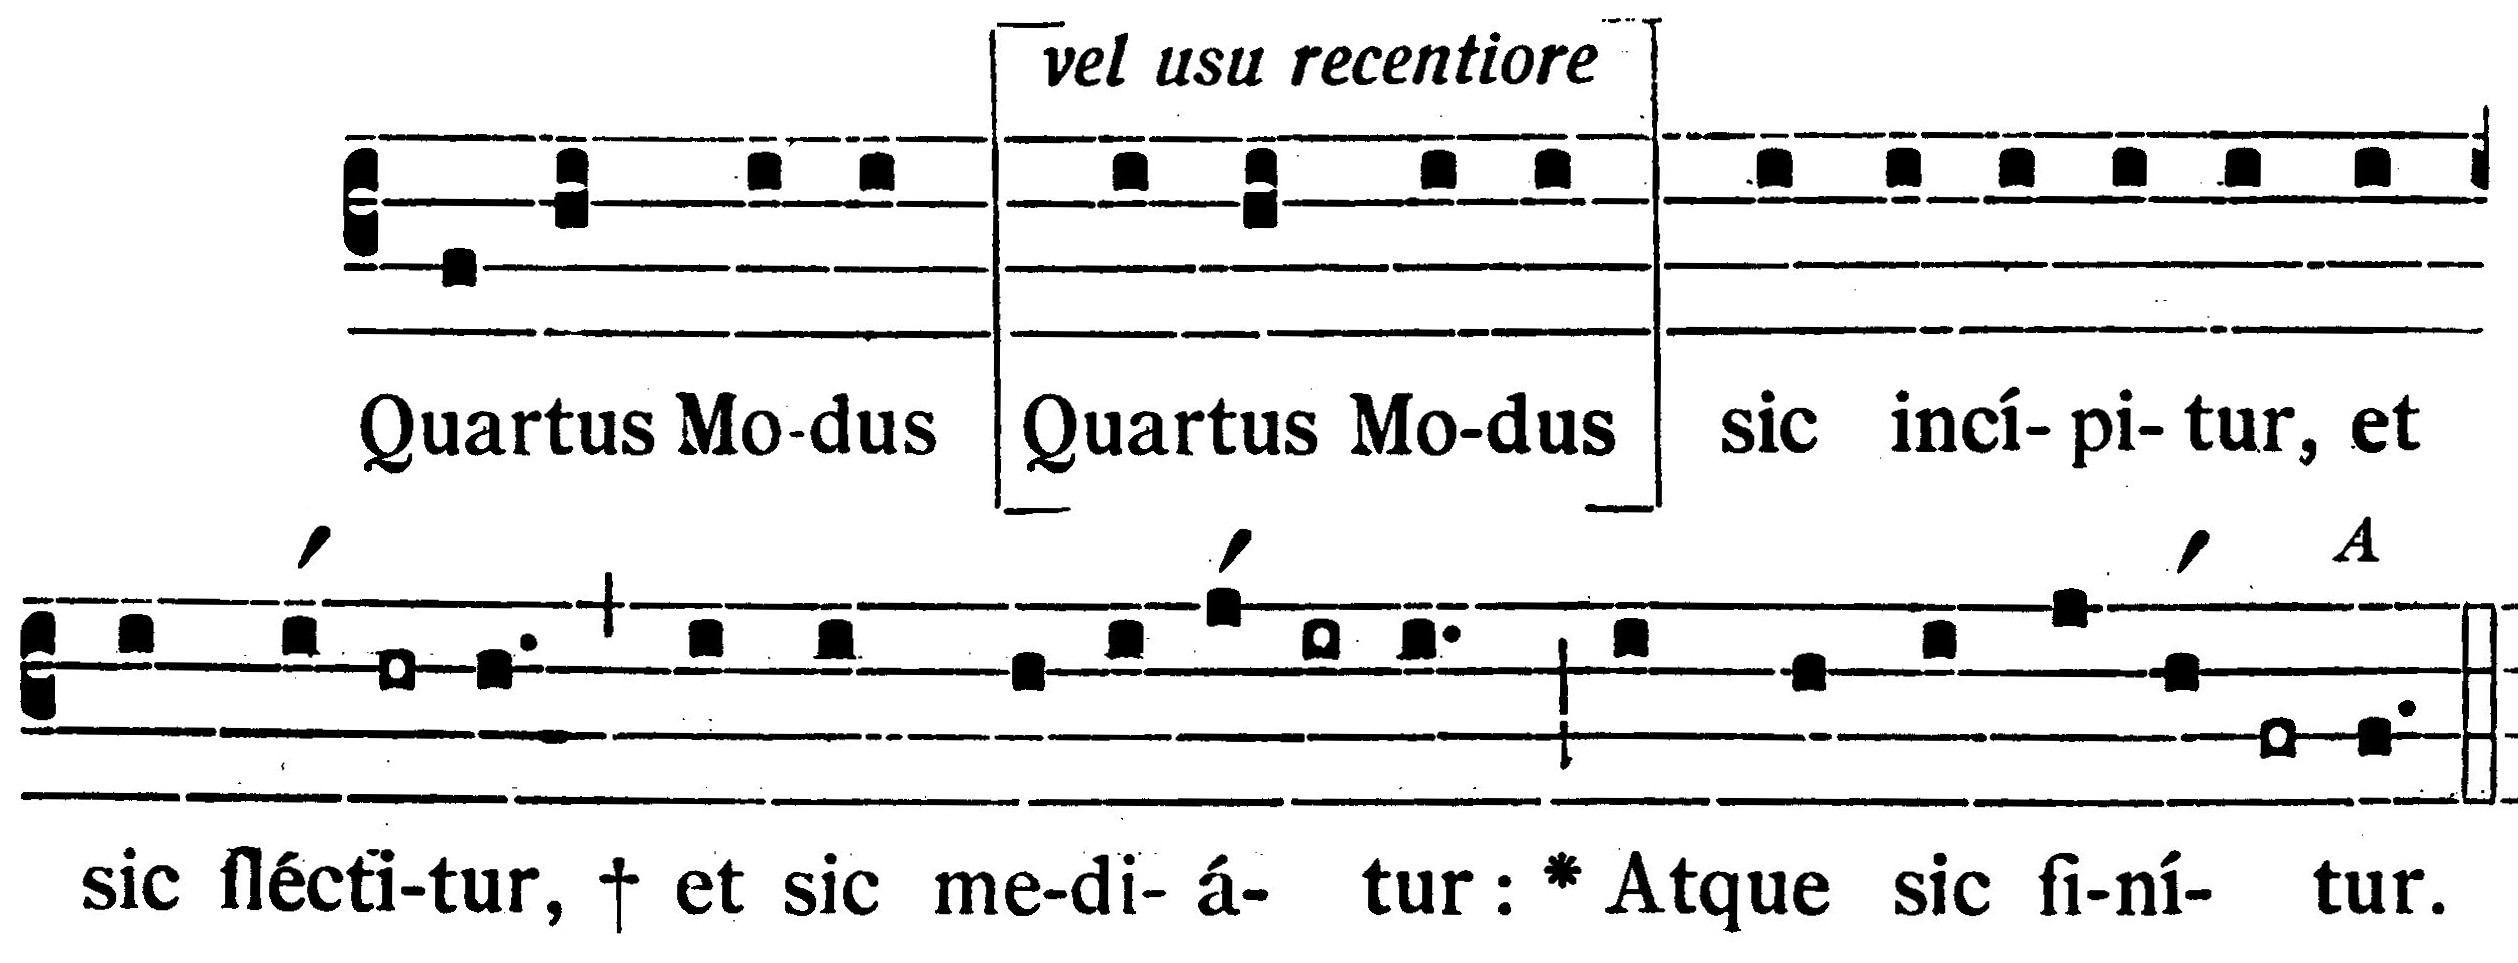 vel usu recentiore
Quartus Mo-dus Quartus Mo-dus sic incí-pi-tur, et
A
sic flécti-tur, † et sic me-di-á-tur : * Atque sic fi-ní-tur.